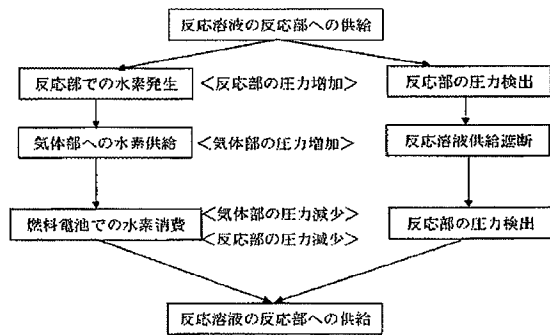 反応溶液の反応部への供給
反応部での水素発生
<反応部の圧力増加>
反応部の圧力検出
気体部への水素供給
<気体部の圧力増加>
反応溶液供給遮断
燃料電池での水素消費
<気体部の圧力減少>
<反応部の圧力減少>
反応部の圧力検出
反応溶液の反応部への供給